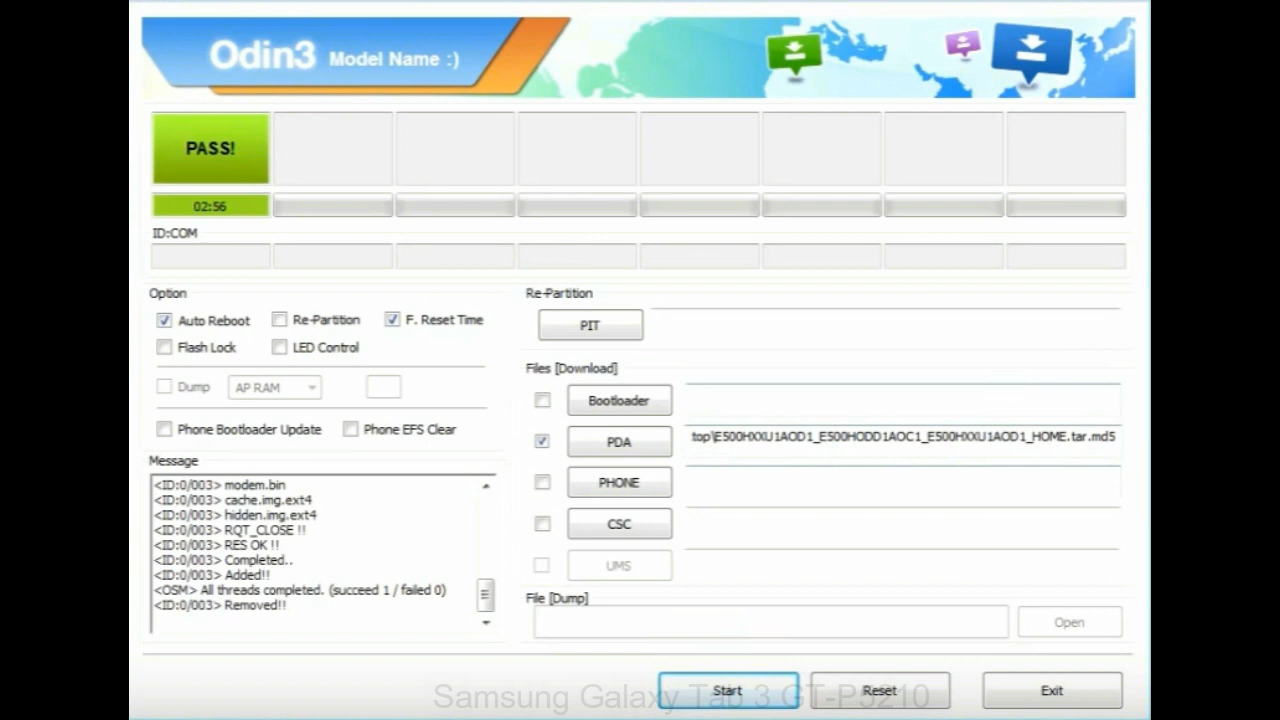 Odin3 Model Name :)
PASS!
02:56
ID:COM
Option
Auto Reboot
Re-Partition
F. Reset Time
Flash Lock
LED Control
Dump
AP RAM
Phone Bootloader Update
Phone EFS Clear
Message
<ID:0/003> modem.bin
<ID:0/003> cache.img.ext4
<ID:0/003> hidden.img.ext4
<ID:0/003> RQT_CLOSE !!
<ID:0/003> RES OK !!
<ID:0/003> Completed..
<ID:0/003> Added!!
<OSM> All threads completed. (succeed 1 / failed 0)
<ID:0/003> Removed!!
Re-Partition
PIT
Files [Download]
Bootloader
PDA
top\E500HXXU1AOD1_E500HODD1AOC1_E500HXXU1AOD1_HOME.tar.md5
PHONE
CSC
UMS
File [Dump]
Open
Start
Reset
Exit
Samsung Galaxy Tab 3 GT-P5210